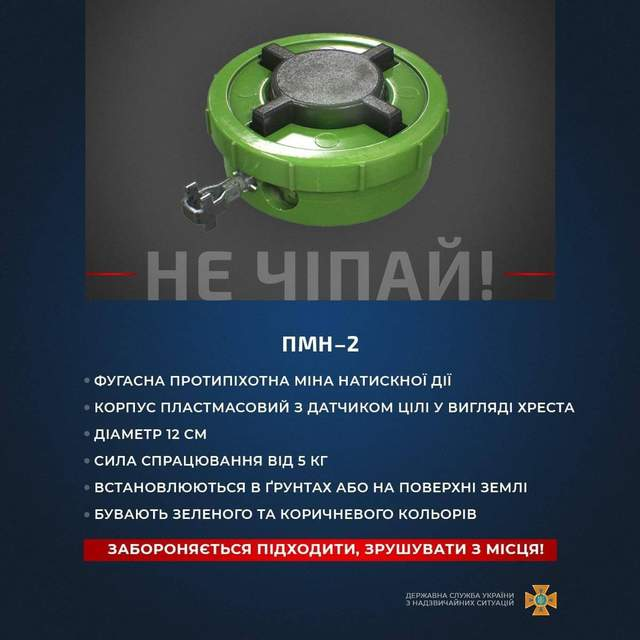 НЕ ЧІПАЙ!
ПМН–2
ФУГАСНА ПРОТИПІХОТНА МІНА НАТИСКНОЇ ДІЇ
КОРПУС ПЛАСТМАСОВИЙ З ДАТЧИКОМ ЦІЛІ У ВИГЛЯДІ ХРЕСТА
ДІАМЕТР 12 СМ
СИЛА СПРАЦЮВАННЯ ВІД 5 КГ
ВСТАНОВЛЮЮТЬСЯ В ҐРУНТАХ АБО НА ПОВЕРХНІ ЗЕМЛІ
БУВАЮТЬ ЗЕЛЕНОГО ТА КОРИЧНЕВОГО КОЛЬОРІВ
ЗАБОРОНЯЄТЬСЯ ПІДХОДИТИ, ЗРУШУВАТИ З МІСЦЯ!
ДЕРЖАВНА СЛУЖБА УКРАЇНИ
З НАДЗВИЧАЙНИХ СИТУАЦІЙ